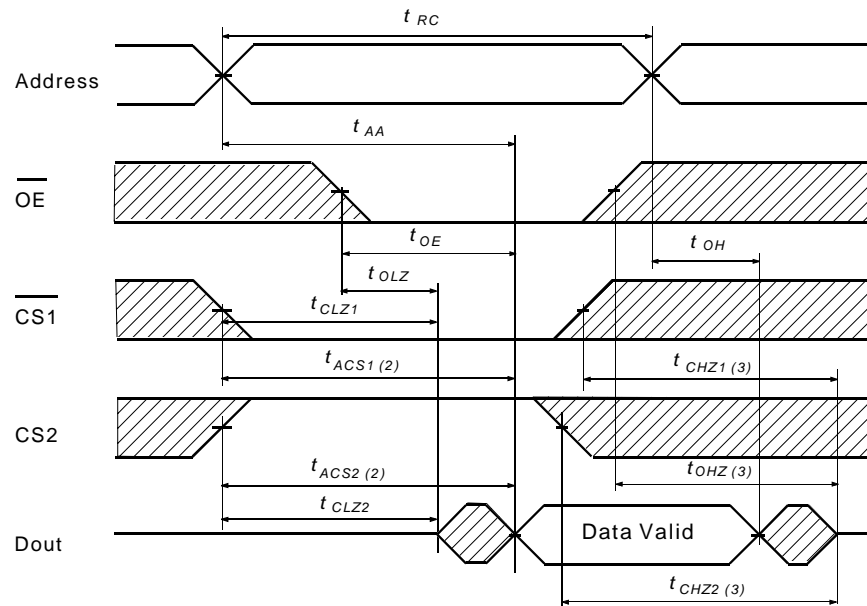 t RC
Address
t AA
OE
t OE
t OH
t OLZ
CS1
t CLZ1
t ACS1 (2)
t CHZ1 (3)
CS2
t ACS2 (2)
t OHZ (3)
t CLZ2
Dout
Data Valid
t CHZ2 (3)